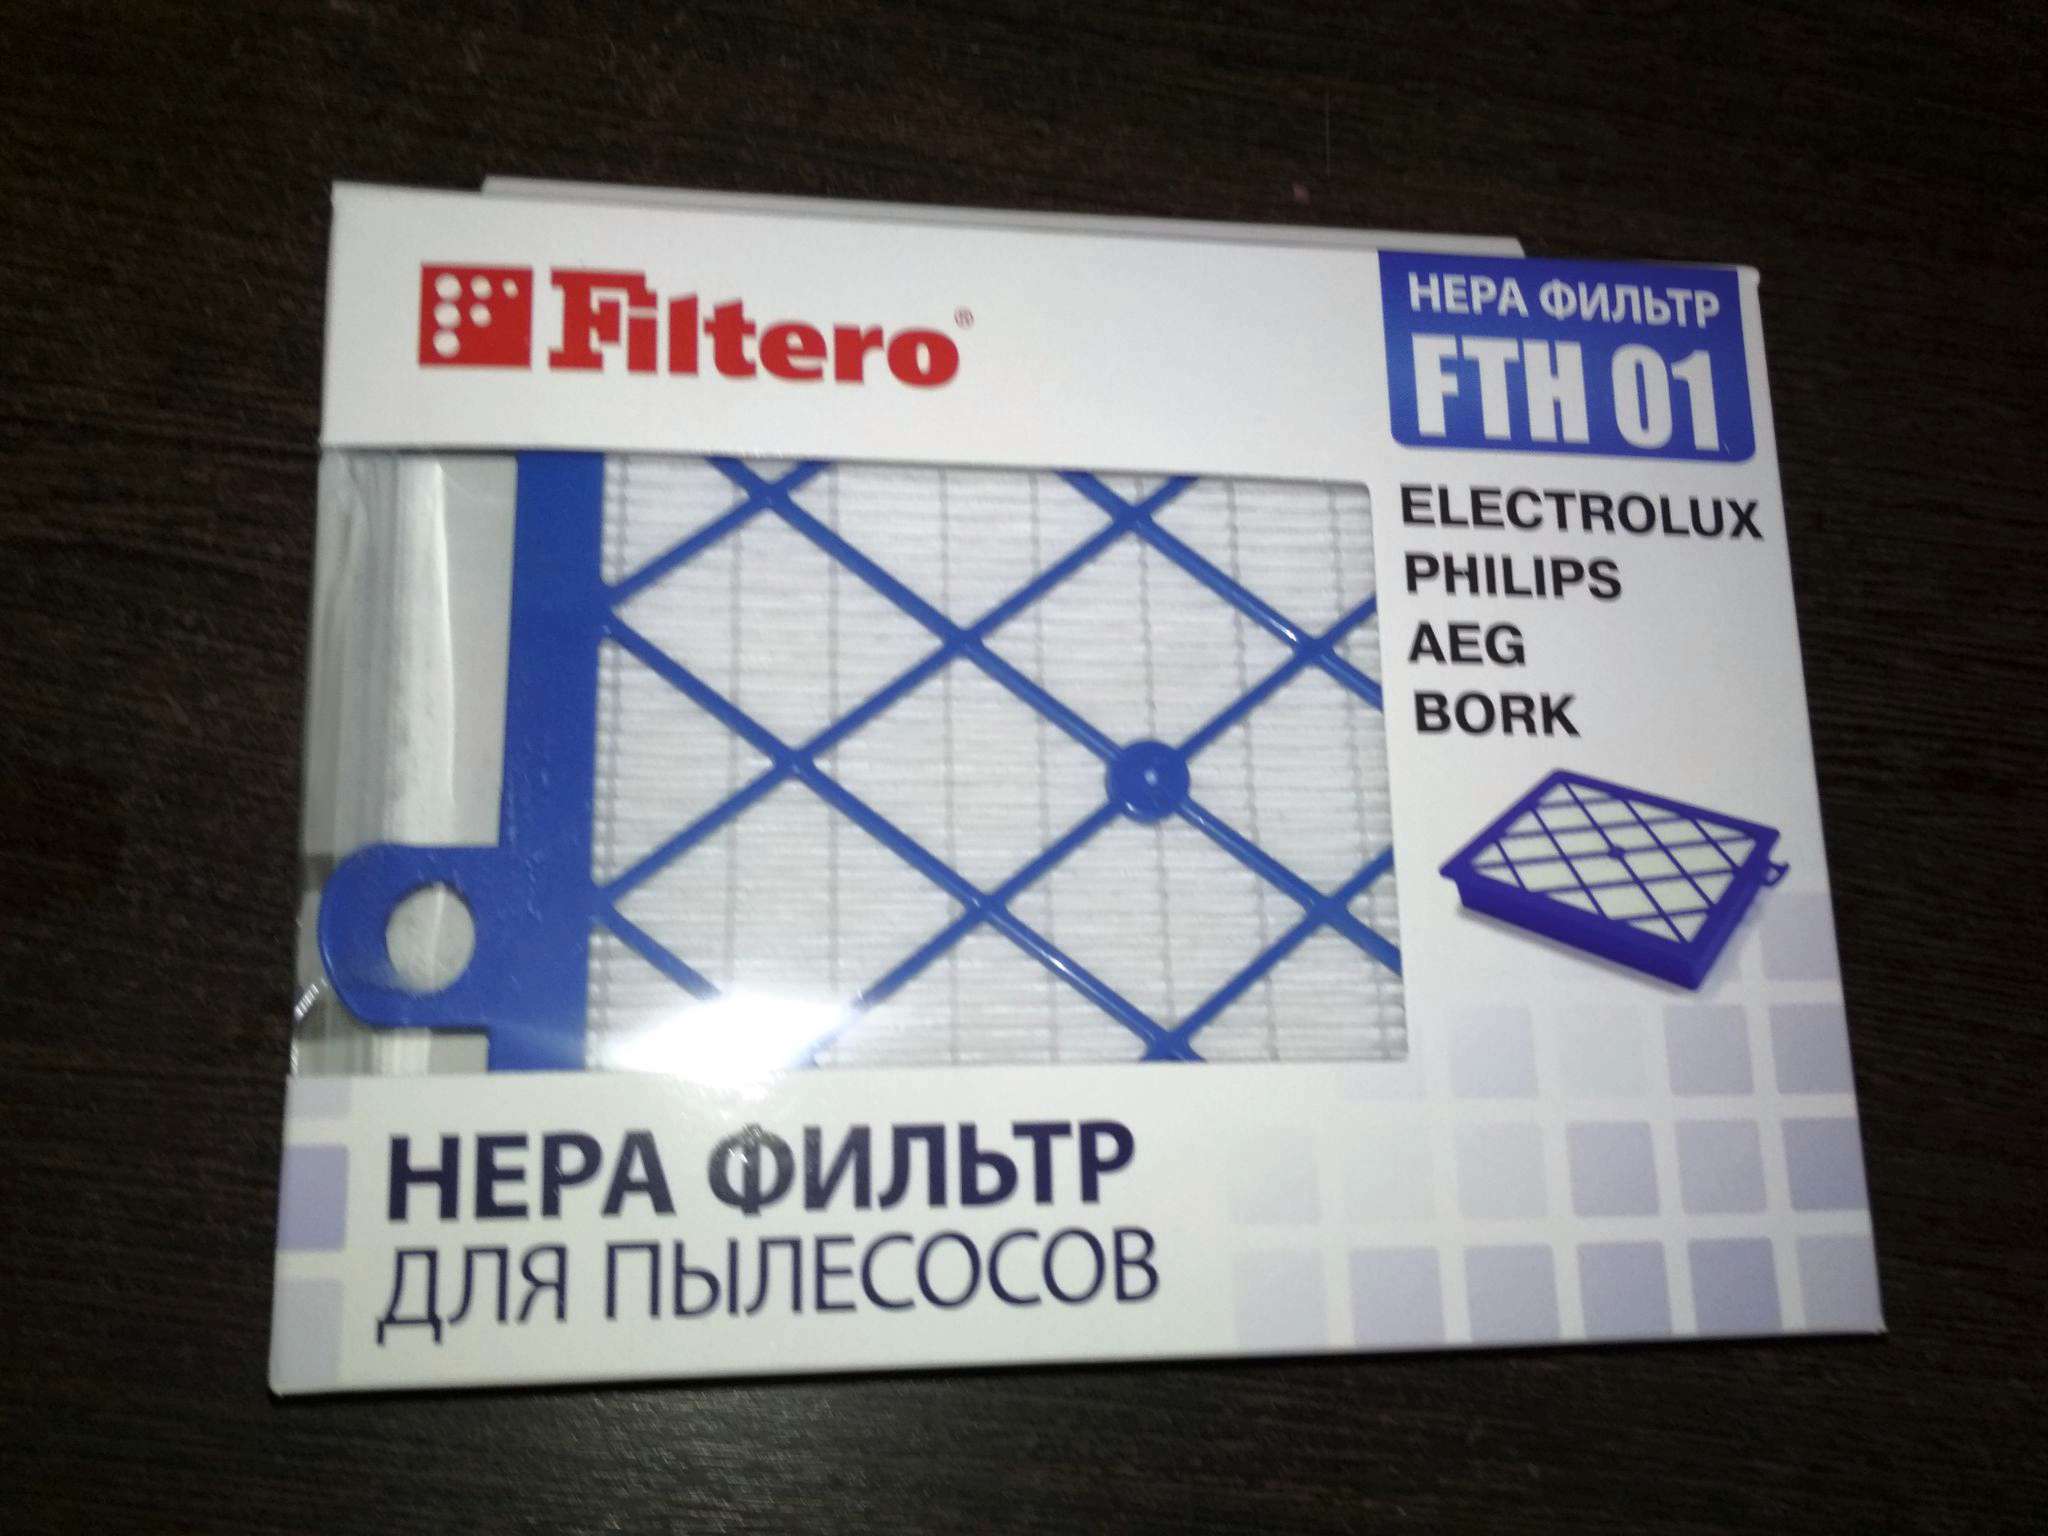 Filtero®
HEPA ФИЛЬТР
FTH 01
ELECTROLUX
PHILIPS
AEG
BORK
HEPA ФИЛЬТР
ДЛЯ ПЫЛЕСОСОВ